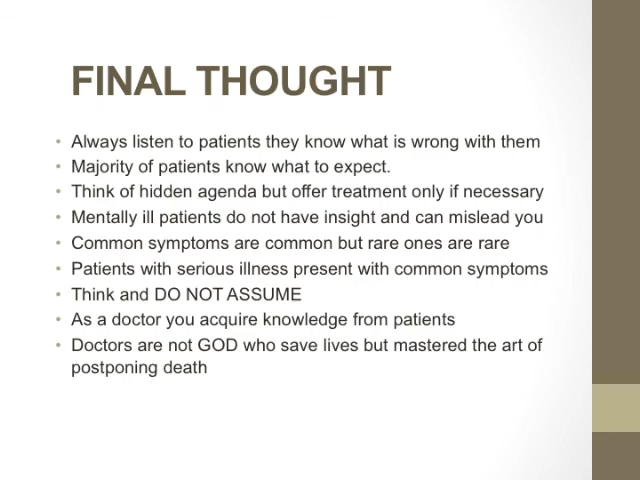 FINAL THOUGHT
• Always listen to patients they know what is wrong with them
• Majority of patients know what to expect.
• Think of hidden agenda but offer treatment only if necessary
• Mentally ill patients do not have insight and can mislead you
• Common symptoms are common but rare ones are rare
• Patients with serious illness present with common symptoms
• Think and DO NOT ASSUME
• As a doctor you acquire knowledge from patients
• Doctors are not GOD who save lives but mastered the art of
postponing death